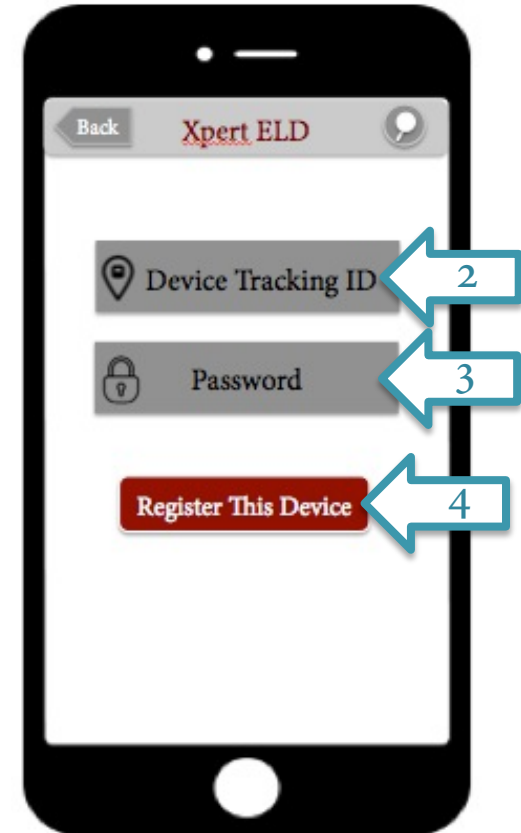 Back Xpert ELD
Device Tracking ID 2
Password 3
Register This Device 4